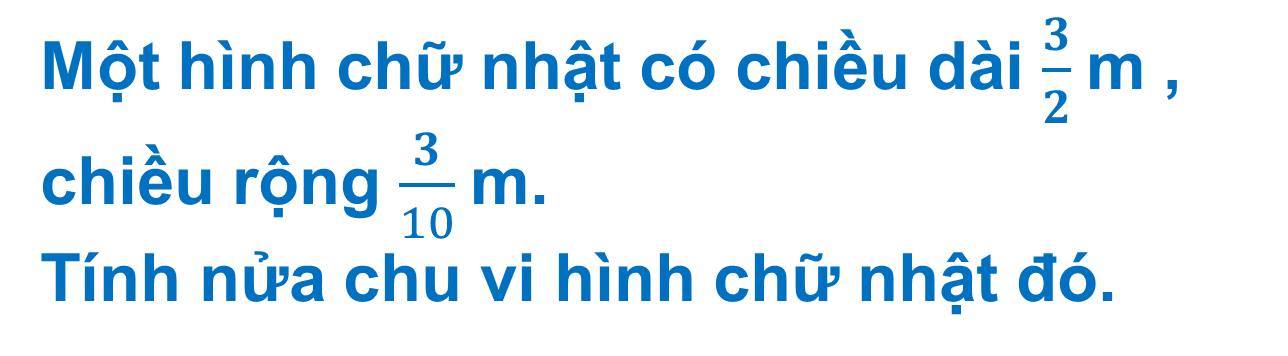 Một hình chữ nhật có chiều dài 3/2 m ,
chiều rộng 3/10 m.
Tính nửa chu vi hình chữ nhật đó.